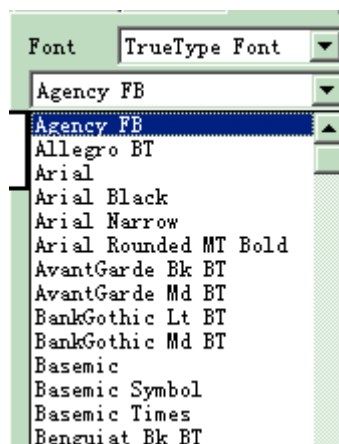 Font TrueType Font
Agency FB
Agency FB
Allegro BT
Arial
Arial Black
Arial Narrow
Arial Rounded MT Bold
AvantGarde Bk BT
AvantGarde Md BT
BankGothic Lt BT
BankGothic Md BT
Basemic
Basemic Symbol
Basemic Times
Benguiat Bk BT